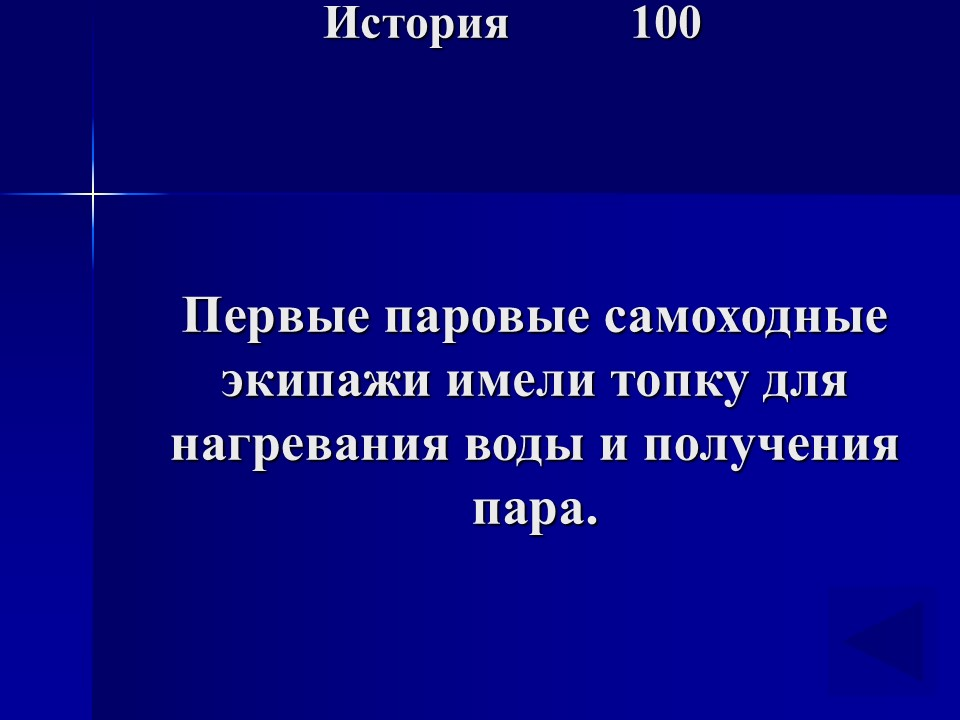 История 100
Первые паровые самоходные
экипажи имели топку для
нагревания воды и получения
пара.